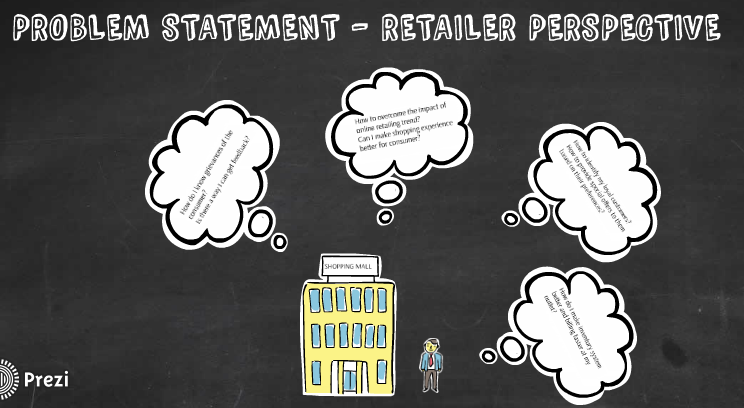 PROBLEM STATEMENT - RETAILER PERSPECTIVE
How do I know grievances of the
consumer?
Is there a way I can get feedback?
How to overcome the impact of
online retailing trend?
Can I make shopping experience
better for consumer?
How to identify my loyal customers?
How to provide special offers to them
based on their preferences?
How do I make inventory system
better and billing faster at my
outlet?
SHOPPING MALL
Prezi